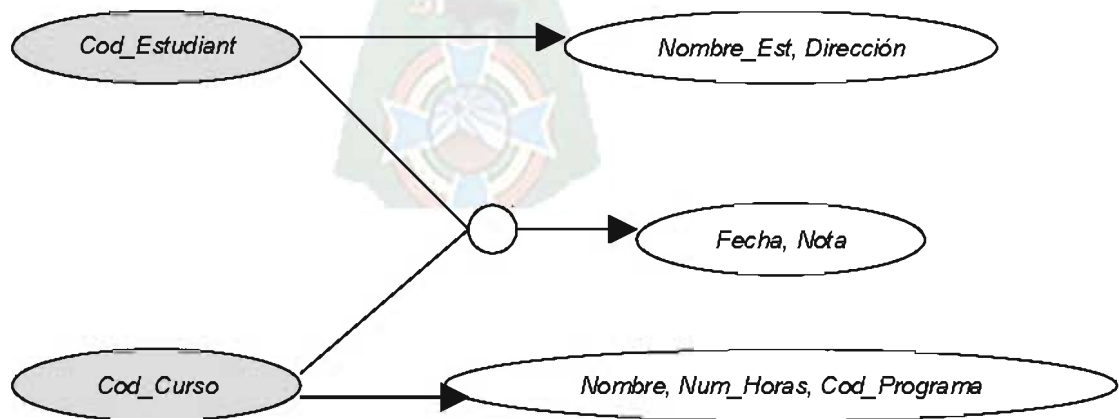 Cod_Estudiant
Nombre_Est, Dirección
Fecha, Nota
Cod_Curso
Nombre, Num_Horas, Cod_Programa